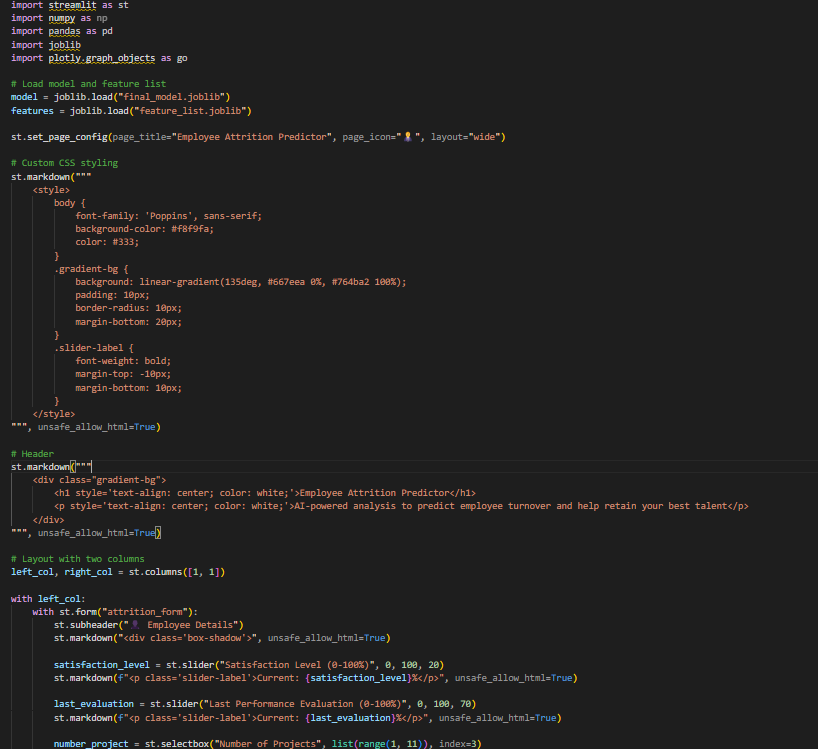 import streamlit as st
import numpy as np
import pandas as pd
import joblib
import plotly.graph_objects as go

# Load model and feature list
model = joblib.load("final_model.joblib")
features = joblib.load("feature_list.joblib")

st.set_page_config(page_title="Employee Attrition Predictor", page_icon="👨‍💼", layout="wide")

# Custom CSS styling
st.markdown("""
    <style>
        body {
            font-family: 'Poppins', sans-serif;
            background-color: #f8f9fa;
            color: #333;
        }
        .gradient-bg {
            background: linear-gradient(135deg, #667eea 0%, #764ba2 100%);
            padding: 10px;
            border-radius: 10px;
            margin-bottom: 20px;
        }
        .slider-label {
            font-weight: bold;
            margin-top: -10px;
            margin-bottom: 10px;
        }
    </style>
""", unsafe_allow_html=True)

# Header
st.markdown("""
    <div class="gradient-bg">
        <h1 style='text-align: center; color: white;'>Employee Attrition Predictor</h1>
        <p style='text-align: center; color: white;'>AI-powered analysis to predict employee turnover and help retain your best talent</p>
    </div>
""", unsafe_allow_html=True)

# Layout with two columns
left_col, right_col = st.columns([1, 1])

with left_col:
    with st.form("attrition_form"):
        st.subheader("👤 Employee Details")
        st.markdown("<div class='box-shadow'>", unsafe_allow_html=True)

        satisfaction_level = st.slider("Satisfaction Level (0-100%)", 0, 100, 20)
        st.markdown(f"<p class='slider-label'>Current: {satisfaction_level}%</p>", unsafe_allow_html=True)

        last_evaluation = st.slider("Last Performance Evaluation (0-100%)", 0, 100, 70)
        st.markdown(f"<p class='slider-label'>Current: {last_evaluation}%</p>", unsafe_allow_html=True)

        number_project = st.selectbox("Number of Projects", list(range(1, 11)), index=3)